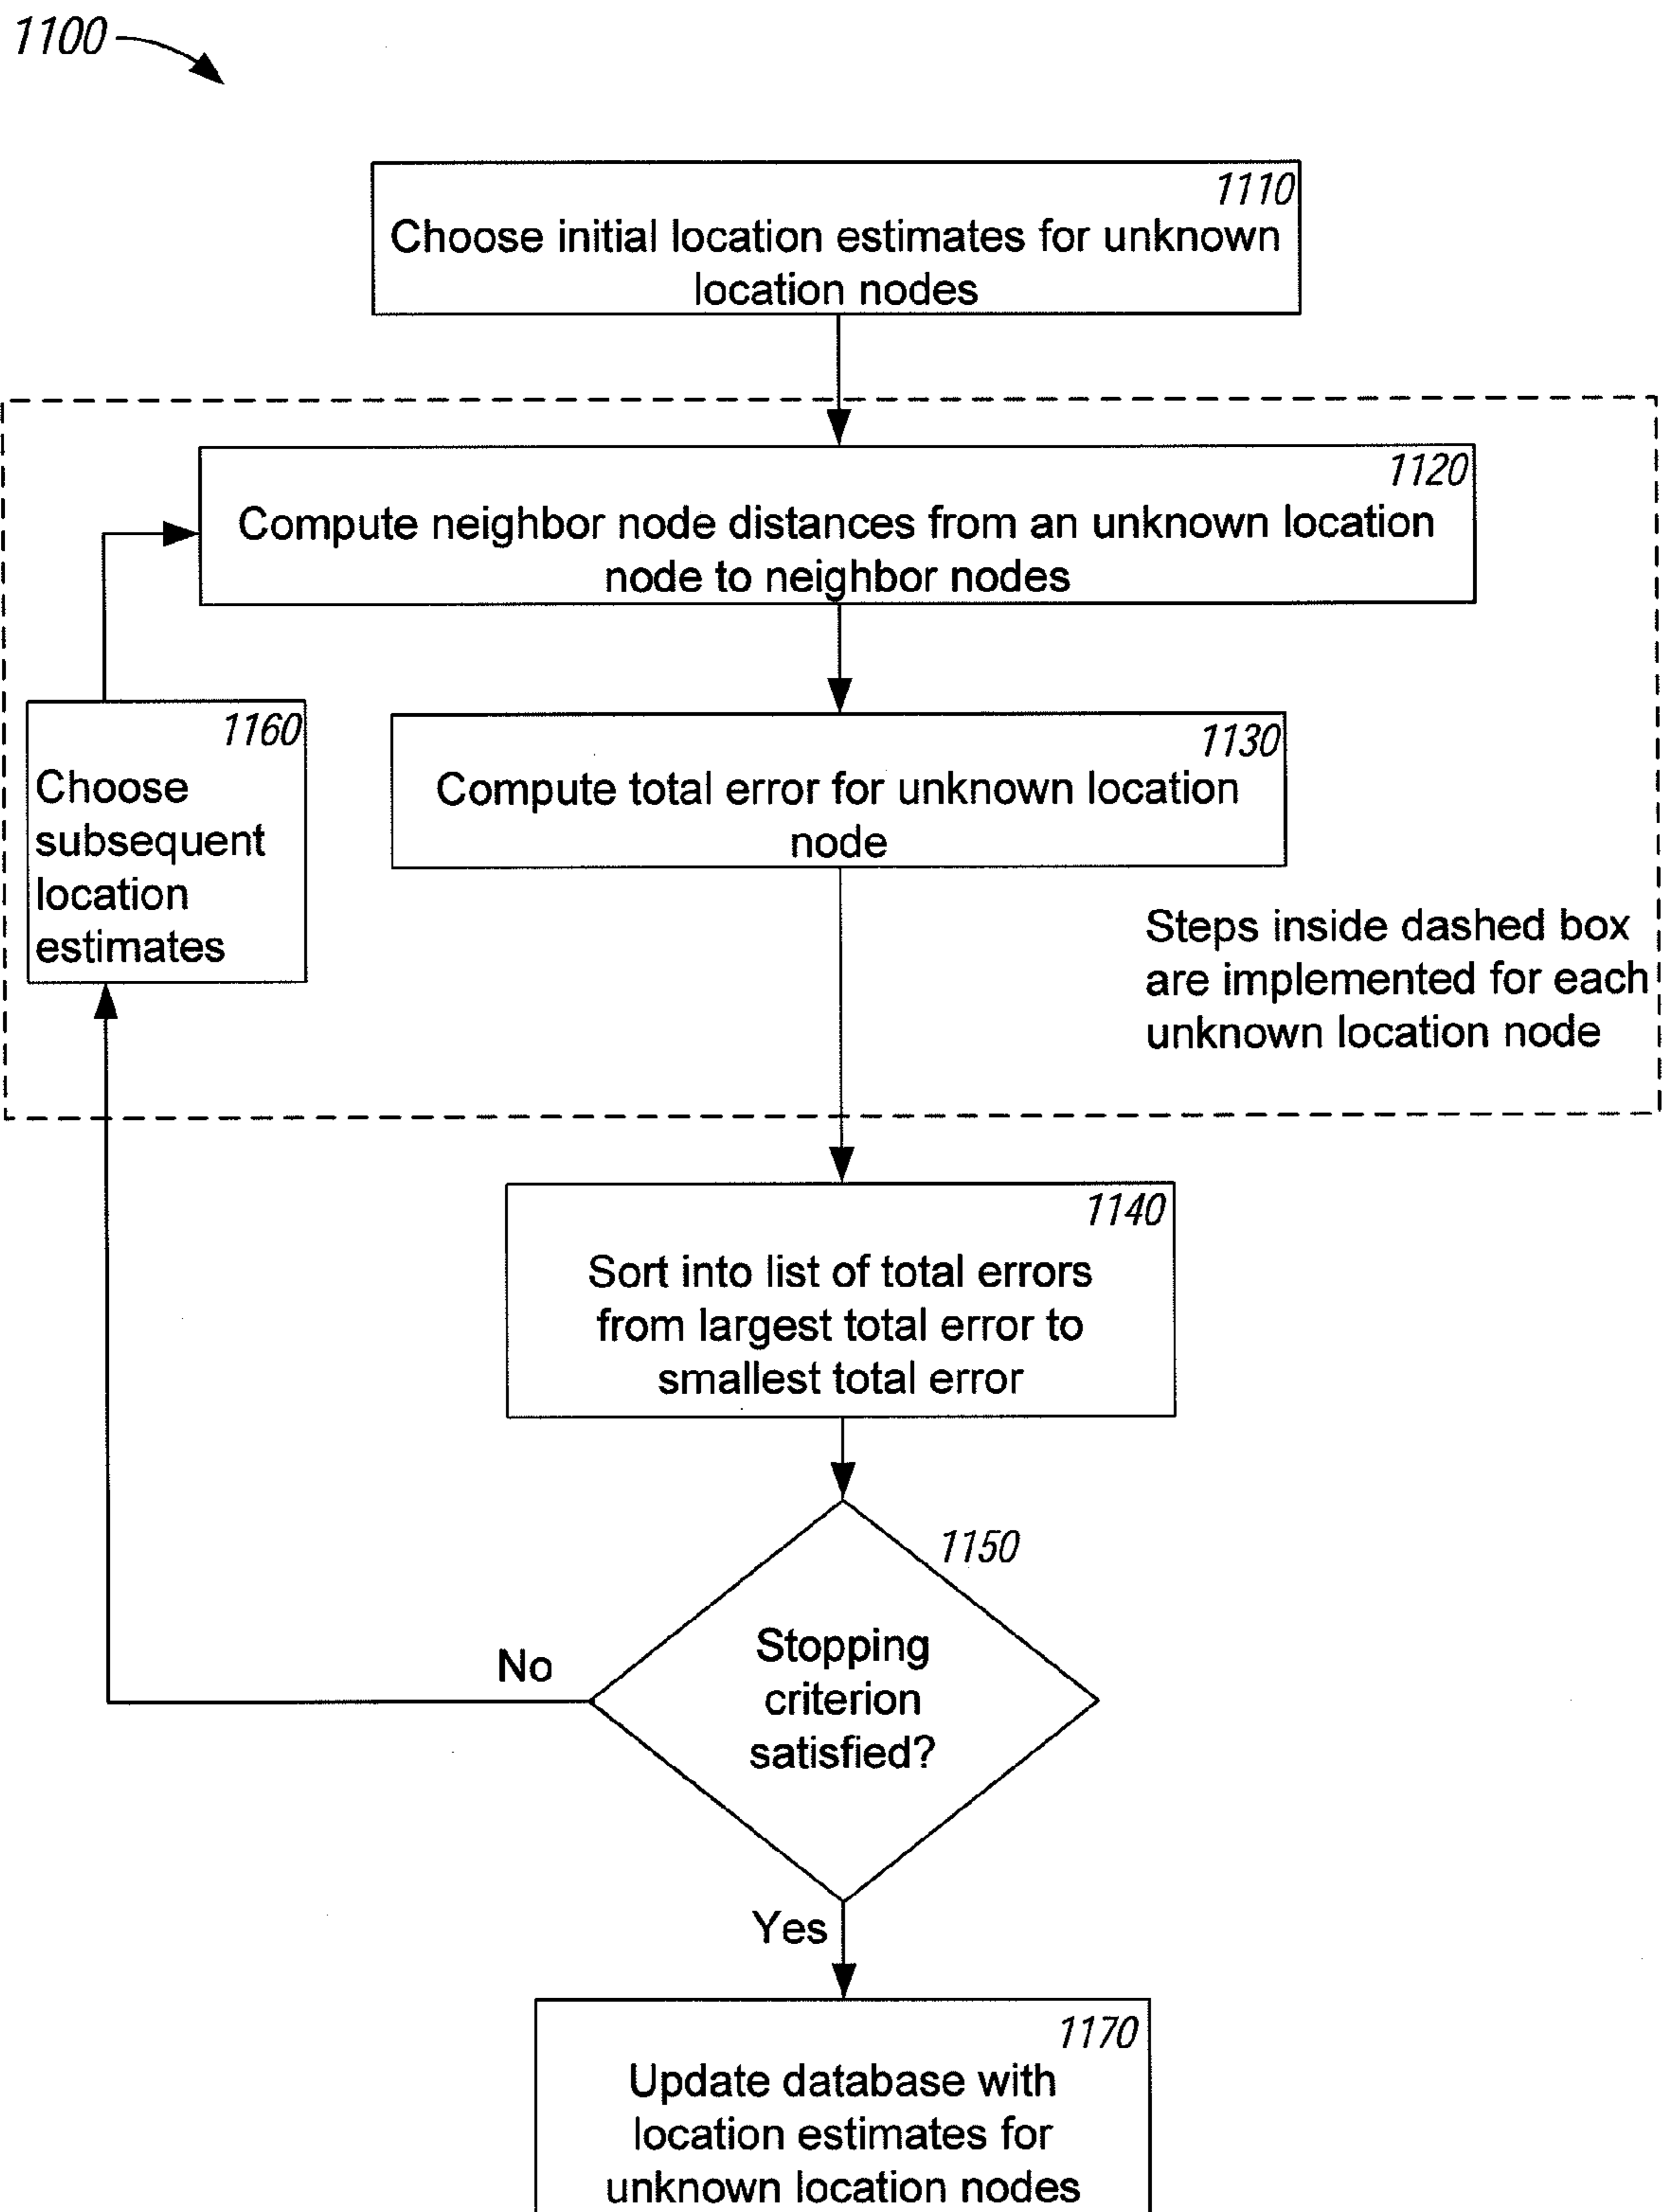 1100
1110
Choose initial location estimates for unknown
location nodes
1120
Compute neighbor node distances from an unknown location
node to neighbor nodes
1160
Choose
subsequent
location
estimates
1130
Compute total error for unknown location
node
Steps inside dashed box
are implemented for each
unknown location node
1140
Sort into list of total errors
from largest total error to
smallest total error
1150
Stopping
criterion
satisfied?
No
Yes
1170
Update database with
location estimates for
unknown location nodes